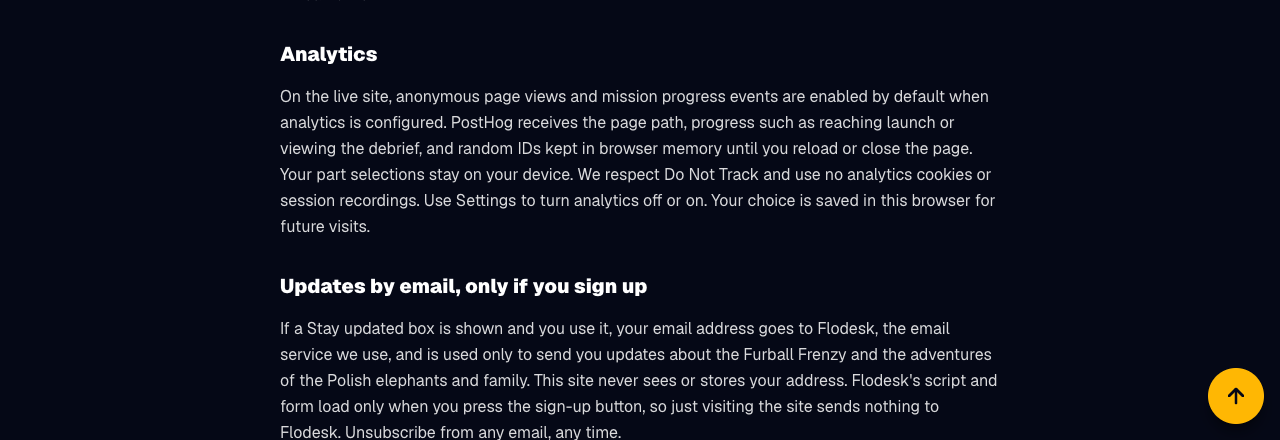 Analytics
On the live site, anonymous page views and mission progress events are enabled by default when
analytics is configured. PostHog receives the page path, progress such as reaching launch or
viewing the debrief, and random IDs kept in browser memory until you reload or close the page.
Your part selections stay on your device. We respect Do Not Track and use no analytics cookies or
session recordings. Use Settings to turn analytics off or on. Your choice is saved in this browser for
future visits.
Updates by email, only if you sign up
If a Stay updated box is shown and you use it, your email address goes to Flodesk, the email
service we use, and is used only to send you updates about the Furball Frenzy and the adventures
of the Polish elephants and family. This site never sees or stores your address. Flodesk's script and
form load only when you press the sign-up button, so just visiting the site sends nothing to
Flodesk. Unsubscribe from any email, any time.